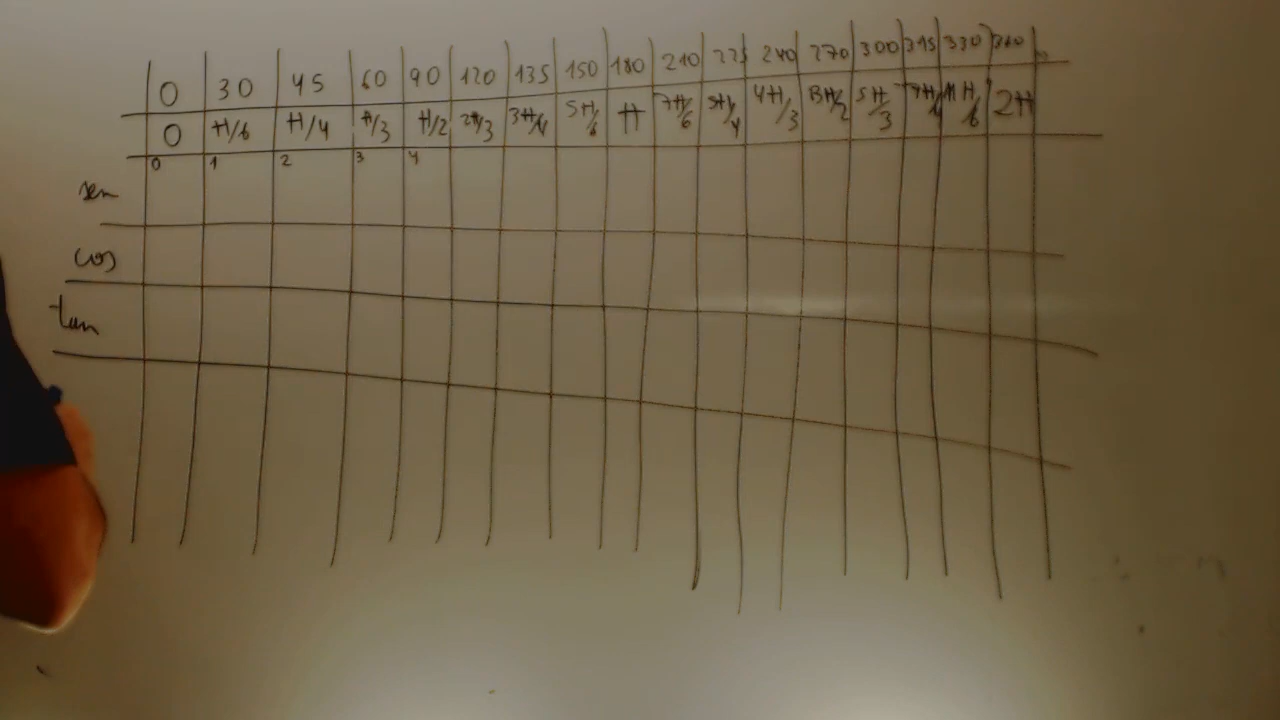 0 30 45 60 90 120 135 150 180 210 225 240 270 300 315 330 360
0 π/6 π/4 π/3 π/2 2π/3 3π/4 5π/6 π 7π/6 5π/4 4π/3 3π/2 5π/3 7π/4 11π/6 2π
0 1 2 3 4
sen
cos
tan